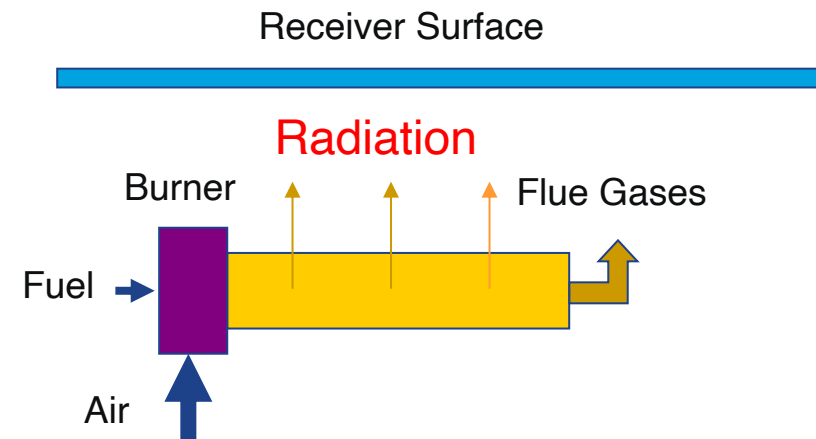 Receiver Surface
Radiation
Burner
Flue Gases
Fuel
Air